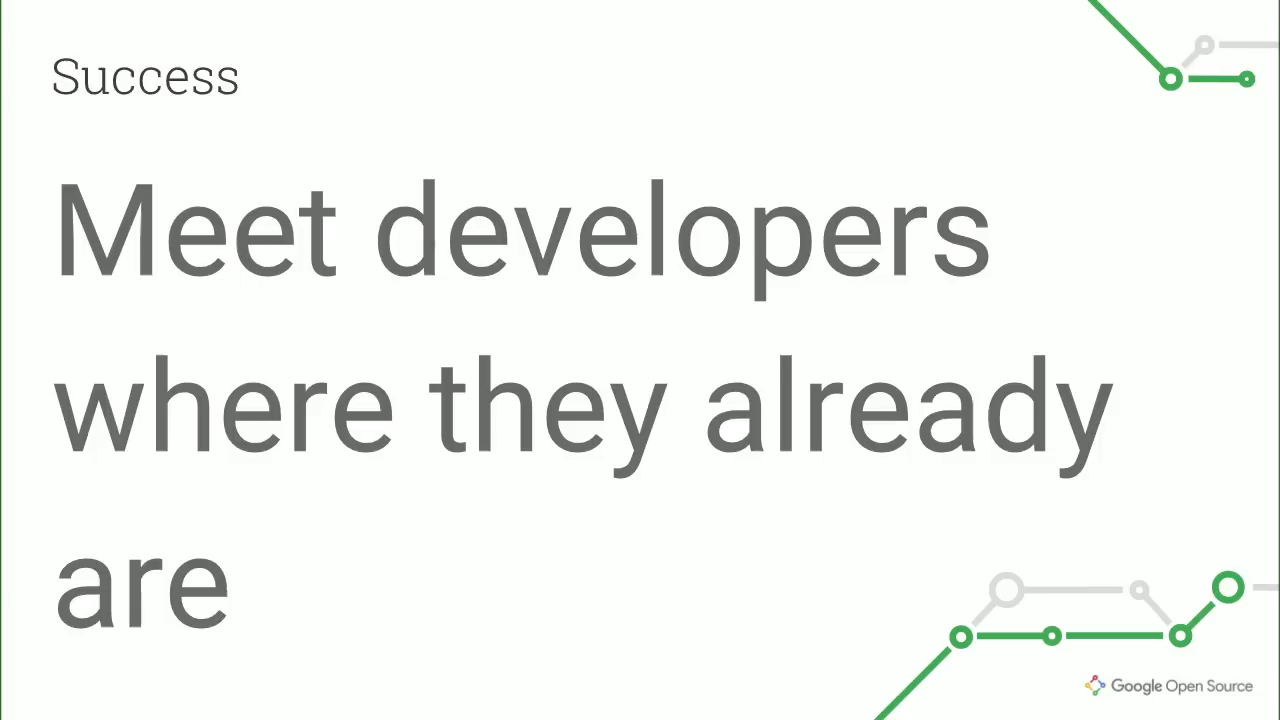 Success
Meet developers
where they already
are
Google Open Source